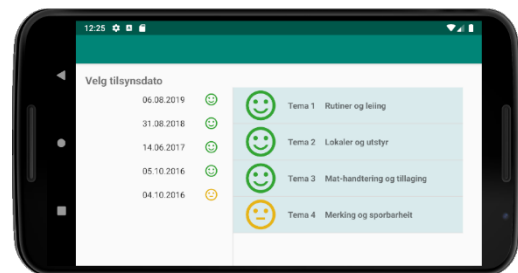 12:25
Velg tilsynsdato
06.08.2019
31.08.2018
14.06.2017
05.10.2016
04.10.2016
Tema 1 Rutiner og leiing
Tema 2 Lokaler og utstyr
Tema 3 Mat-handtering og tillaging
Tema 4 Merking og sporbarheit